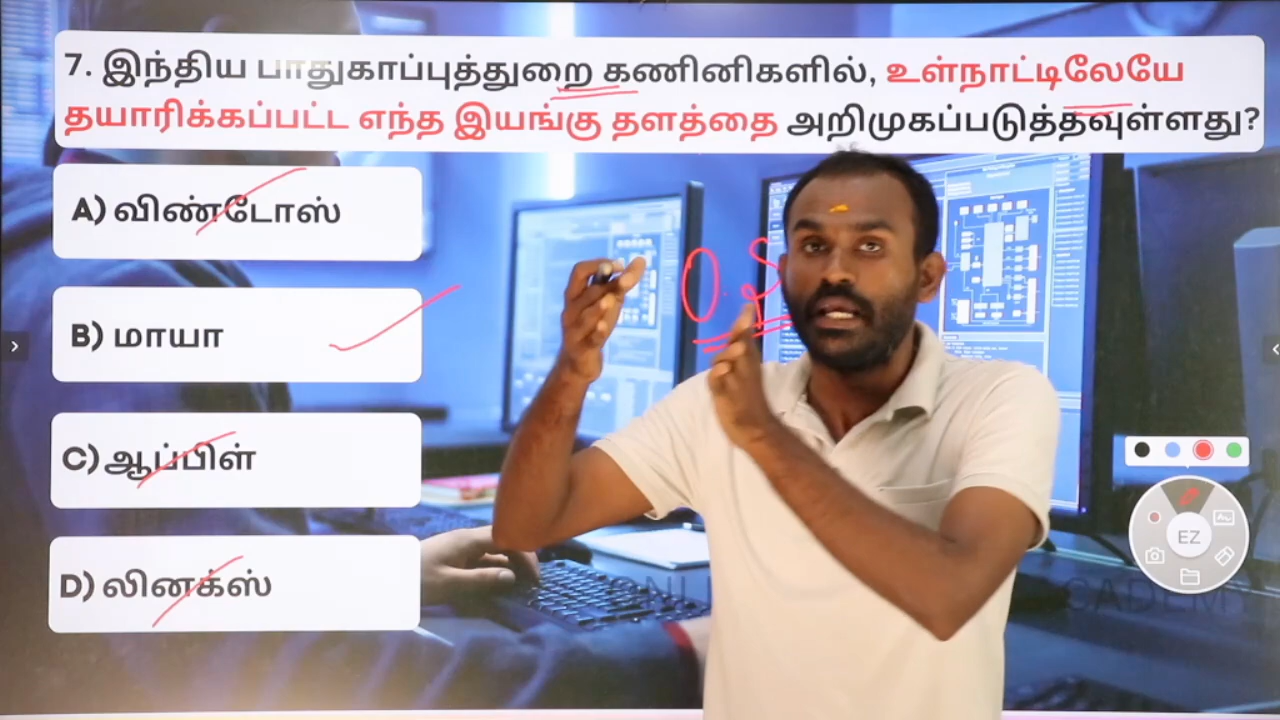 7. இந்திய பாதுகாப்புத்துறை கணினிகளில், உள்நாட்டிலேயே
தயாரிக்கப்பட்ட எந்த இயங்கு தளத்தை அறிமுகப்படுத்தவுள்ளது?
A) விண்டோஸ்
O.S
B) மாயா
C) ஆப்பிள்
D) லினக்ஸ்
EZ